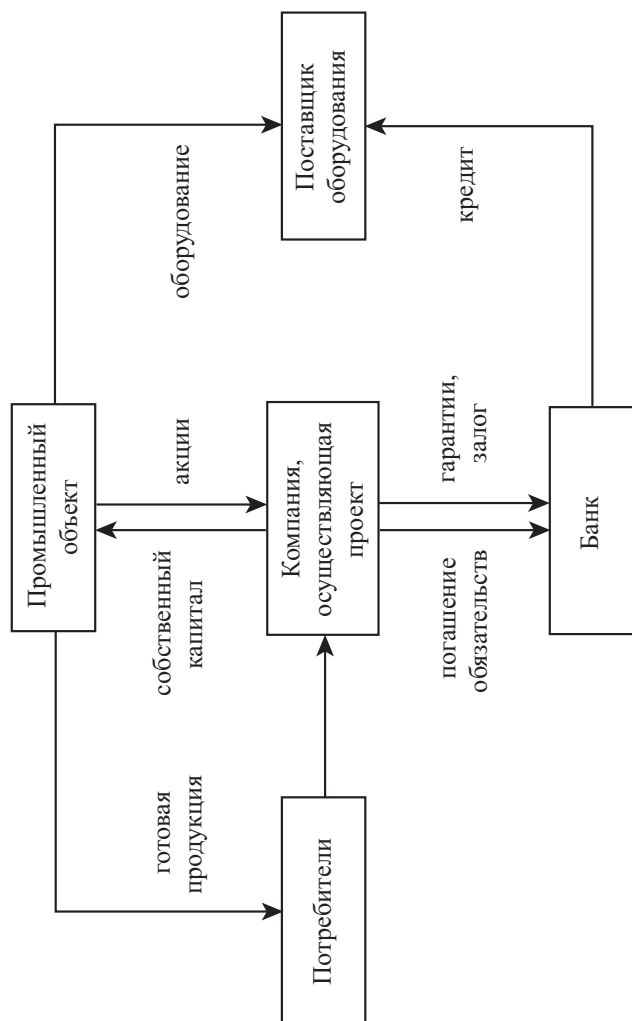 Промышленный
объект
готовая
продукция
собственный
капитал
акции
оборудование
Потребители
Компания,
осуществляющая
проект
Поставщик
оборудования
погашение
обязательств
гарантии,
залог
кредит
Банк